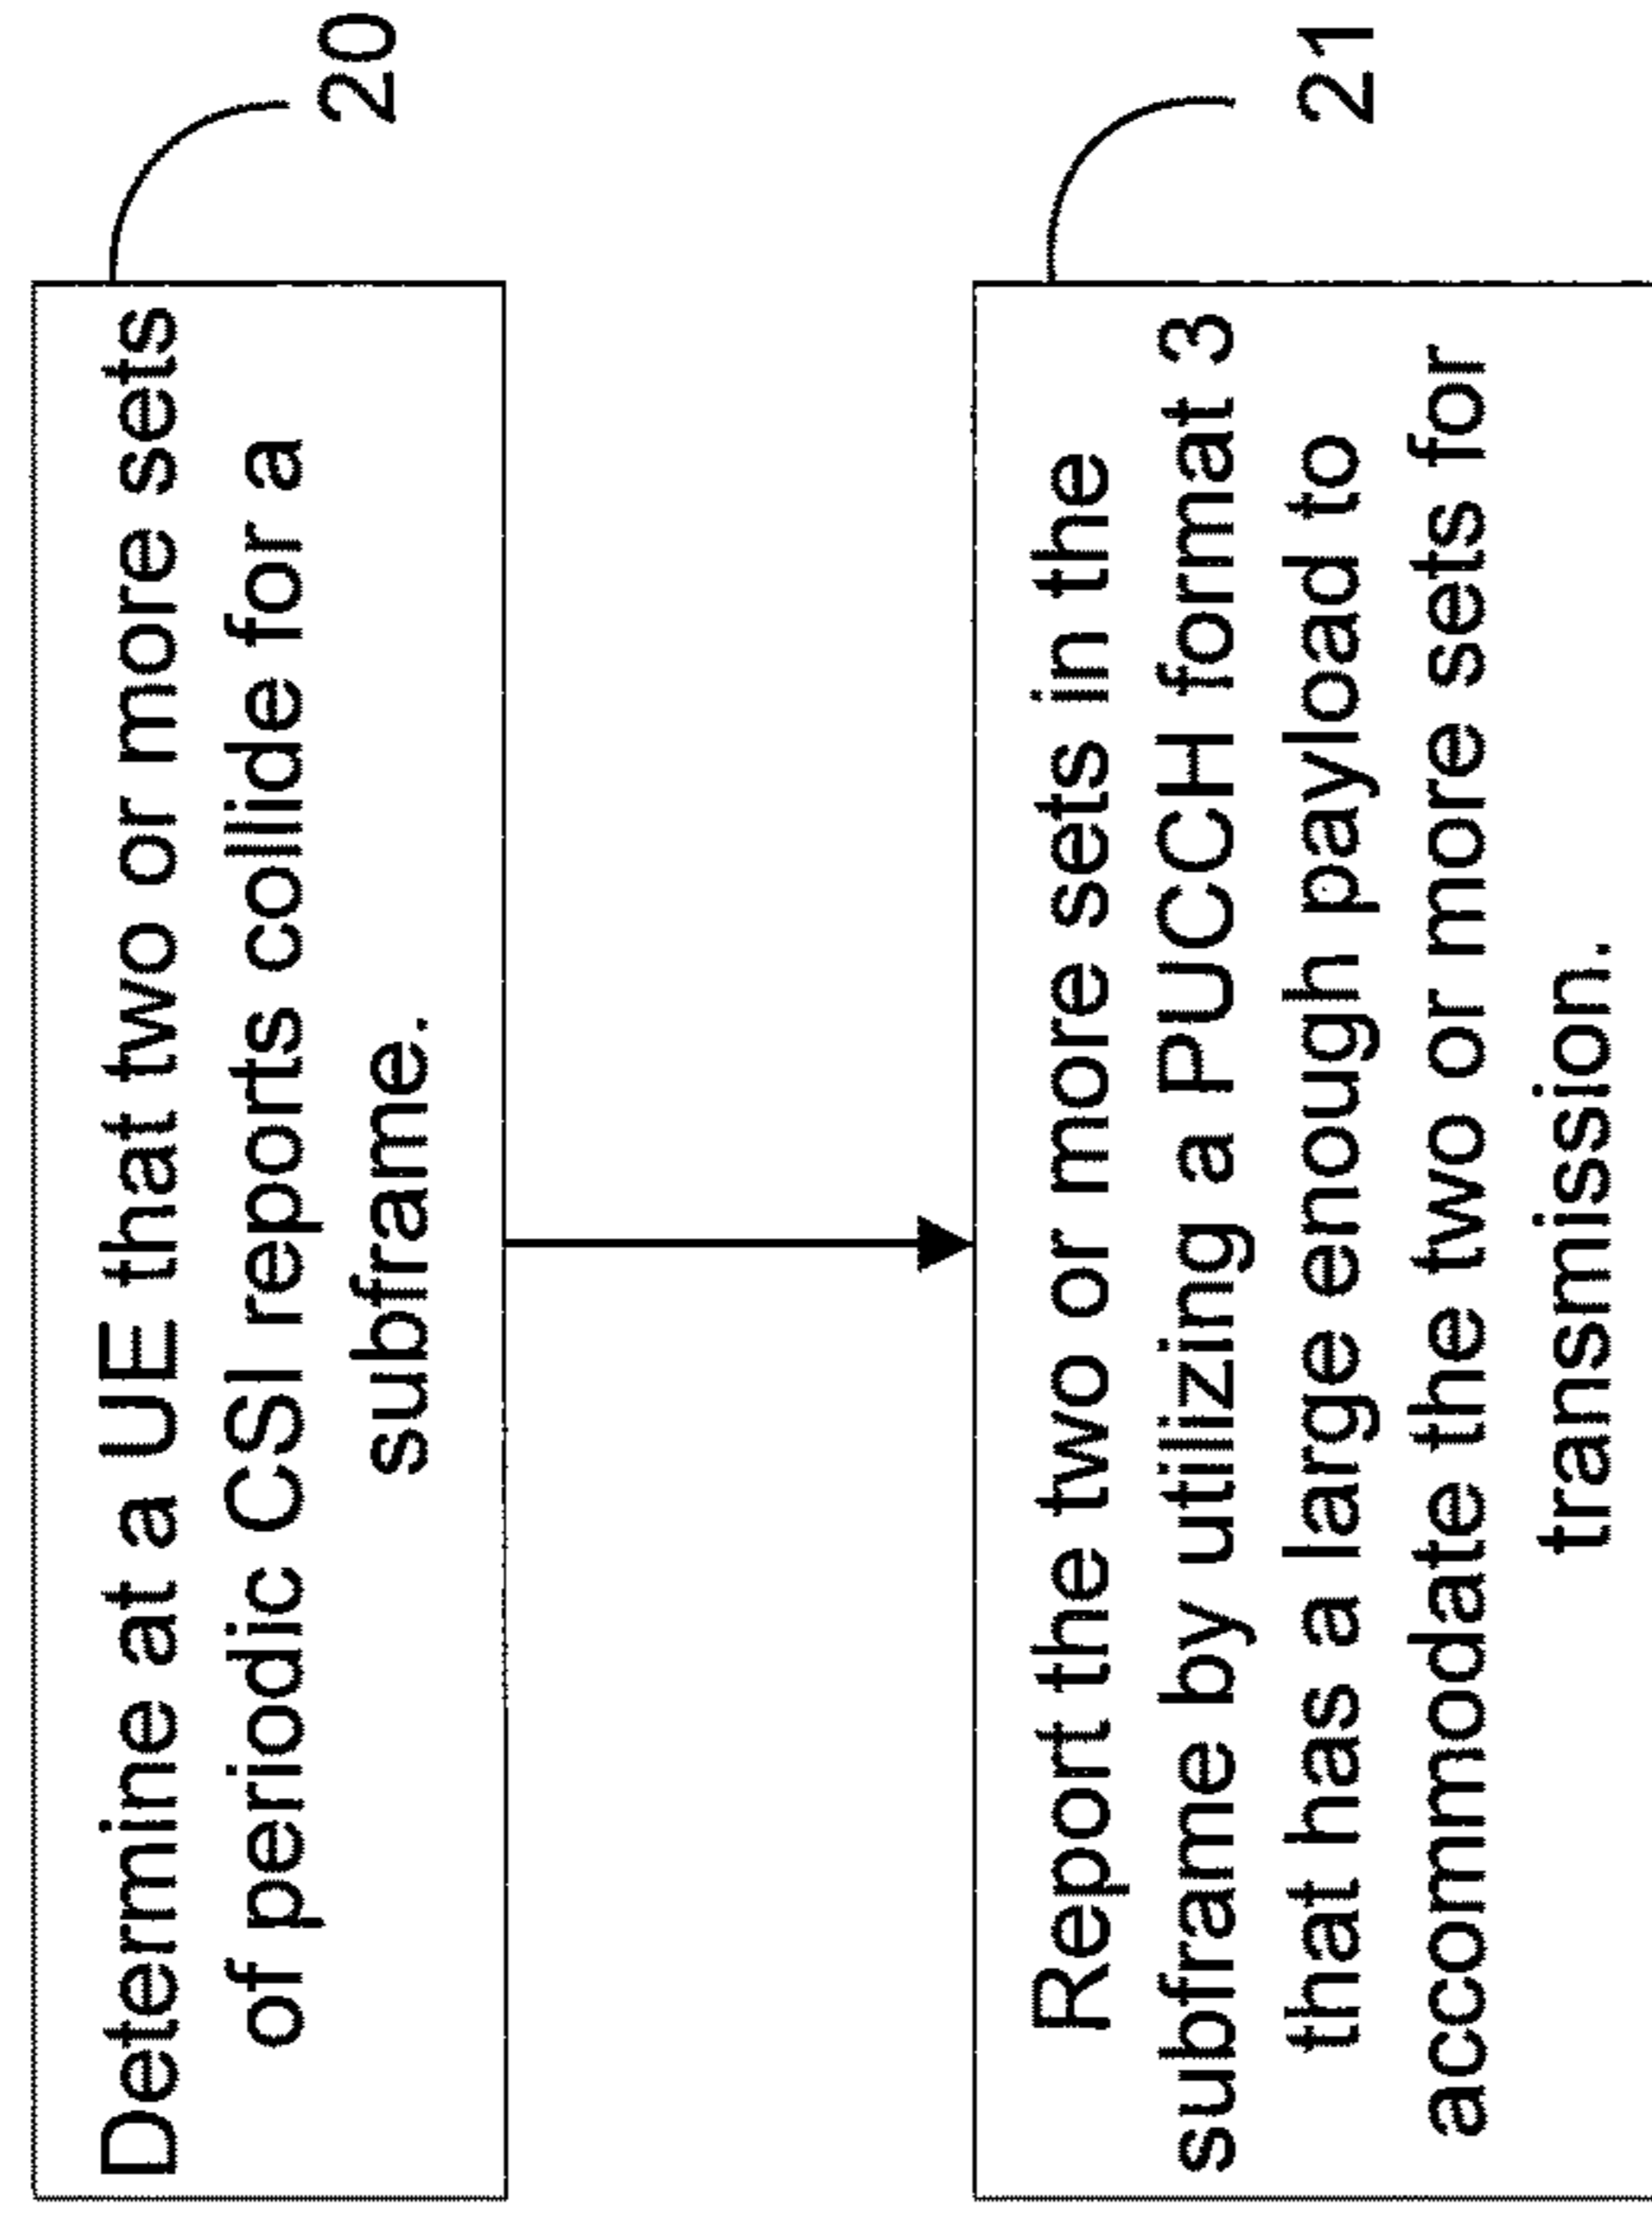 Determine at a UE that two or more sets
of periodic CSI reports collide for a
subframe.
20
Report the two or more sets in the
subframe by utilizing a PUCCH format 3
that has a large enough payload to
accommodate the two or more sets for
transmission.
21